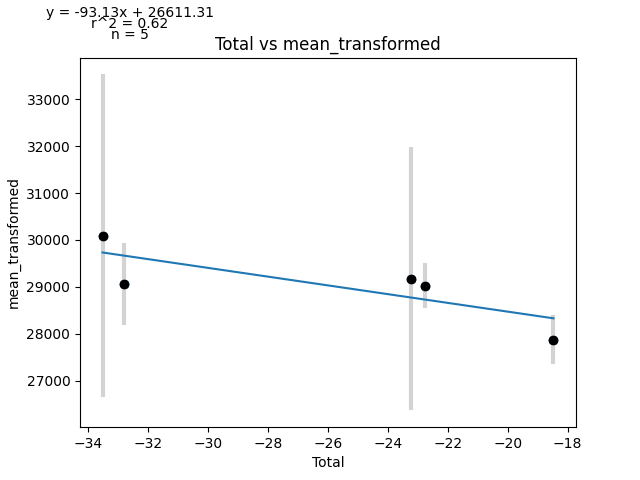 y = -93.13x + 26611.31
r^2 = 0.62
n = 5
Total vs mean_transformed
33000
32000
31000
30000
29000
28000
27000
mean_transformed
−34
−32
−30
−28
−26
−24
−22
−20
−18
Total